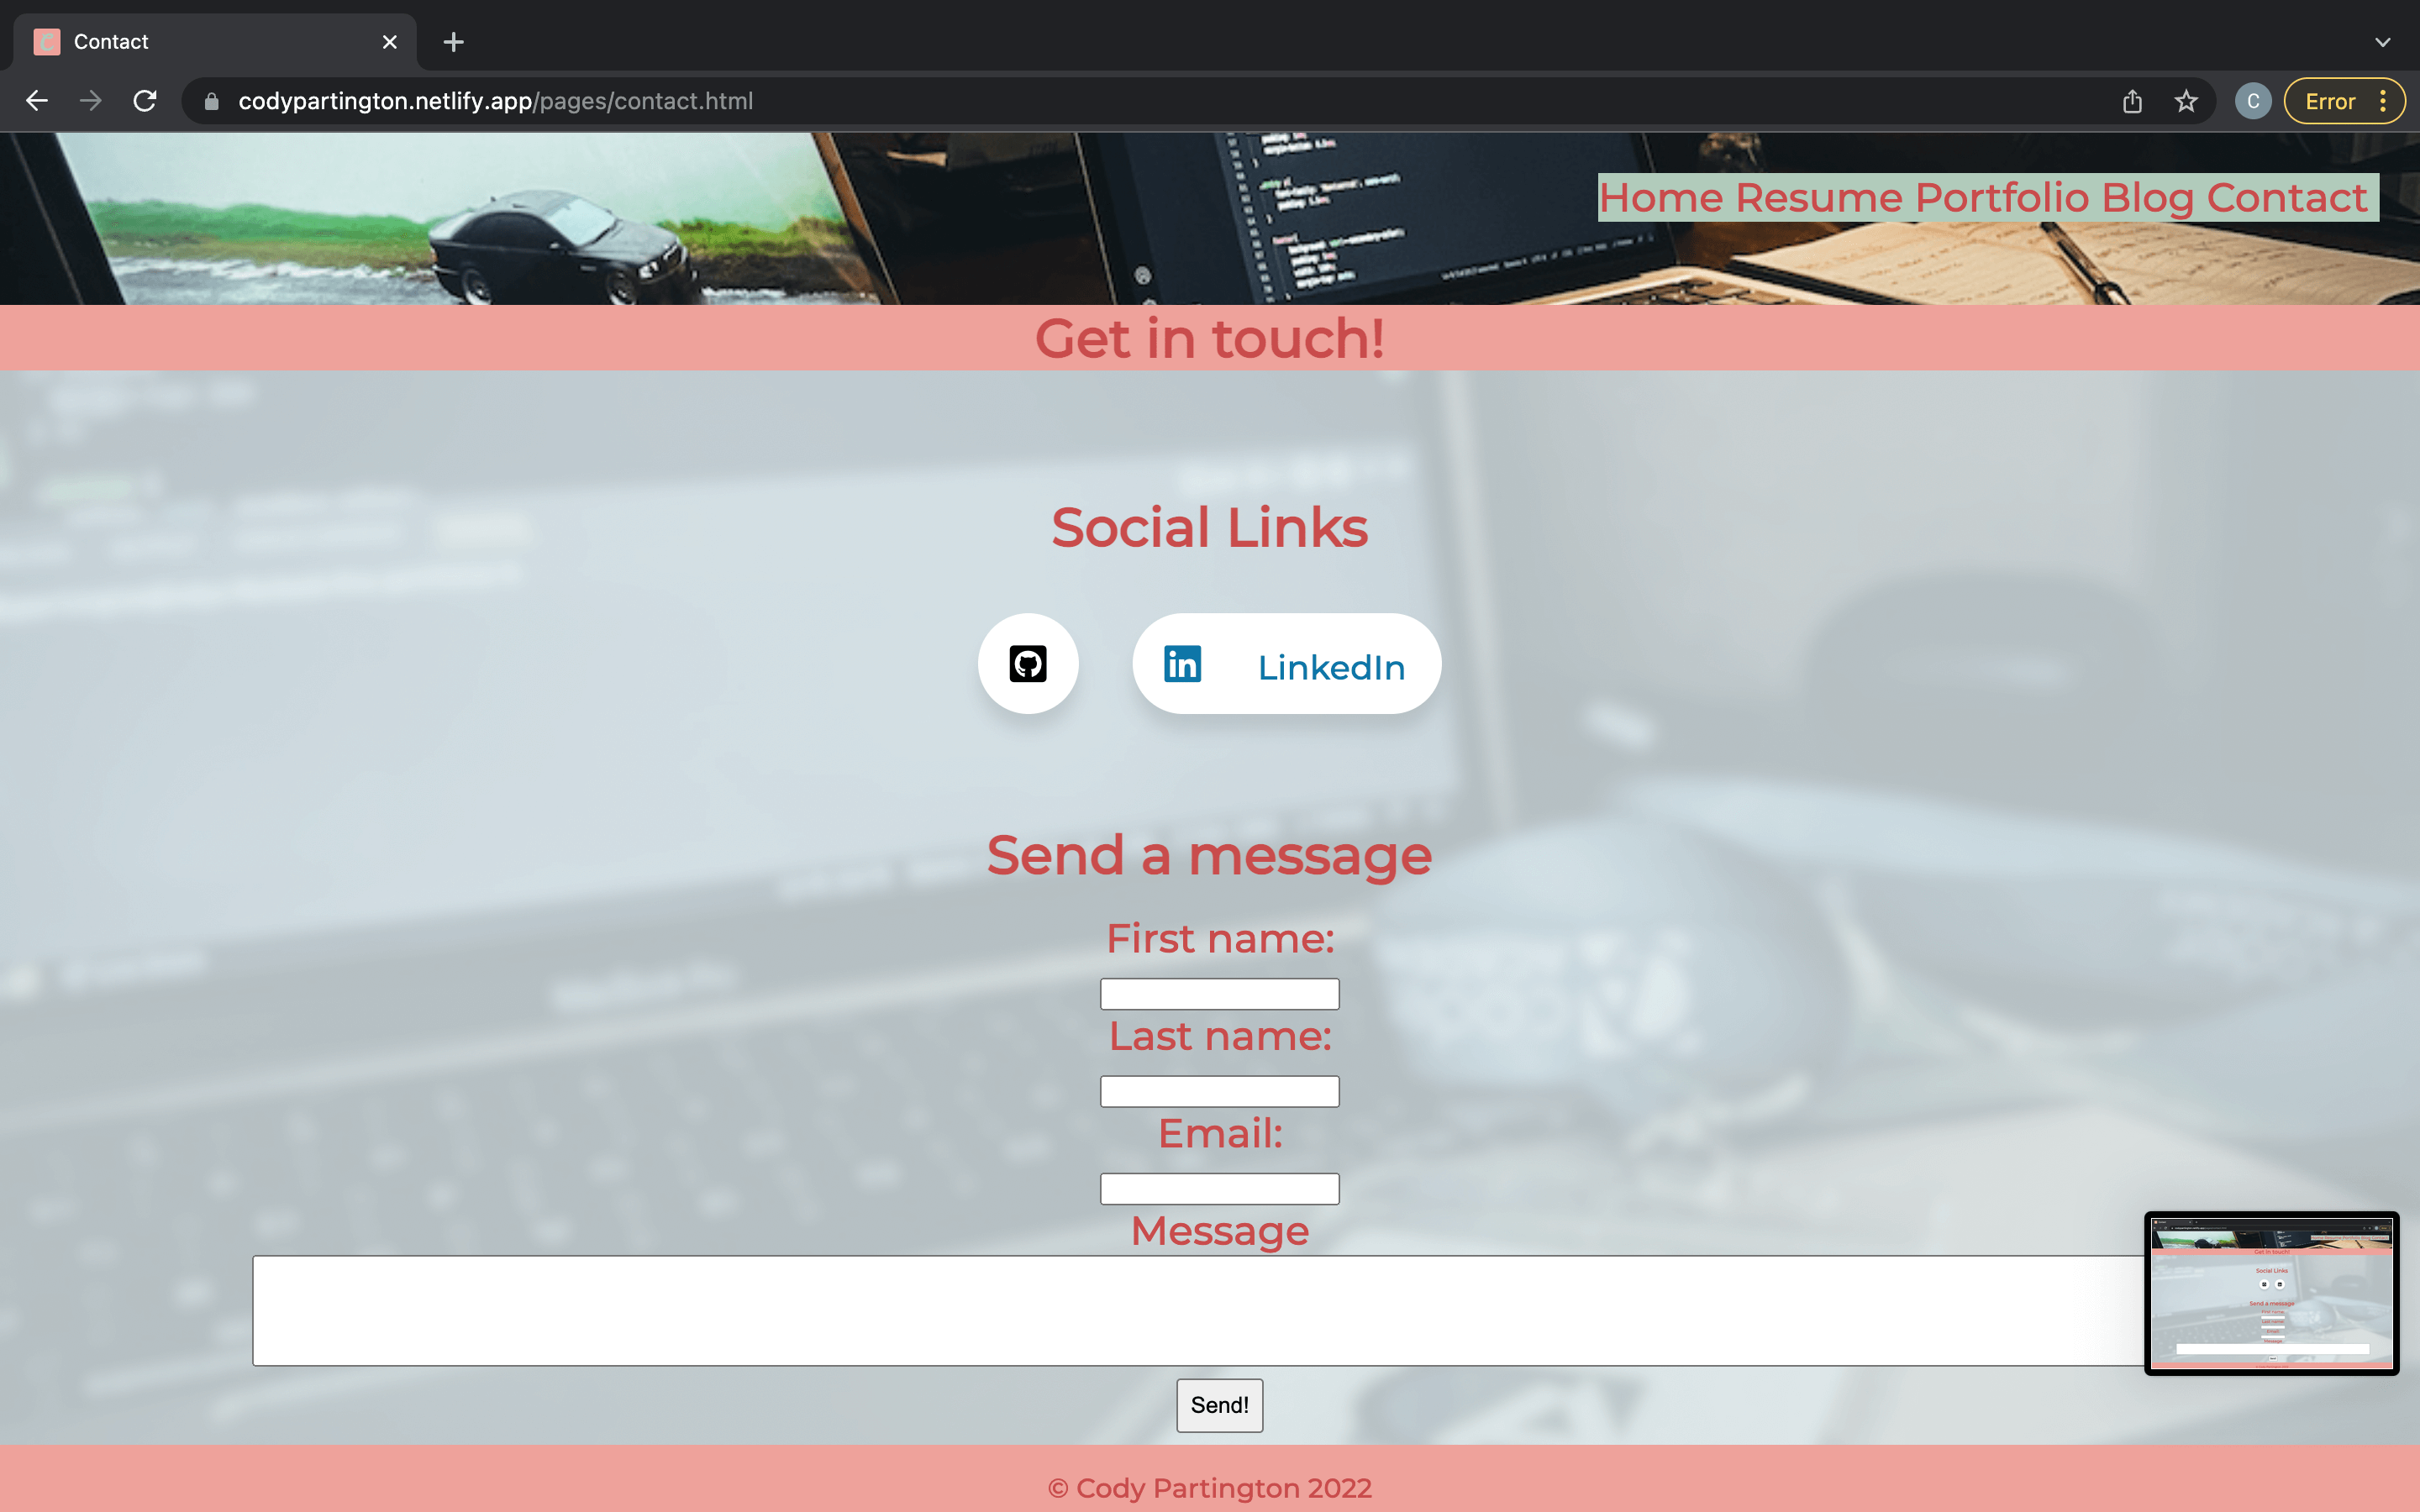 Contact
codypartington.netlify.app/pages/contact.html
Error
C
Home Resume Portfolio Blog Contact
Get in touch!
Social Links
in LinkedIn
Send a message
First name:
Last name:
Email:
Message
Send!
© Cody Partington 2022